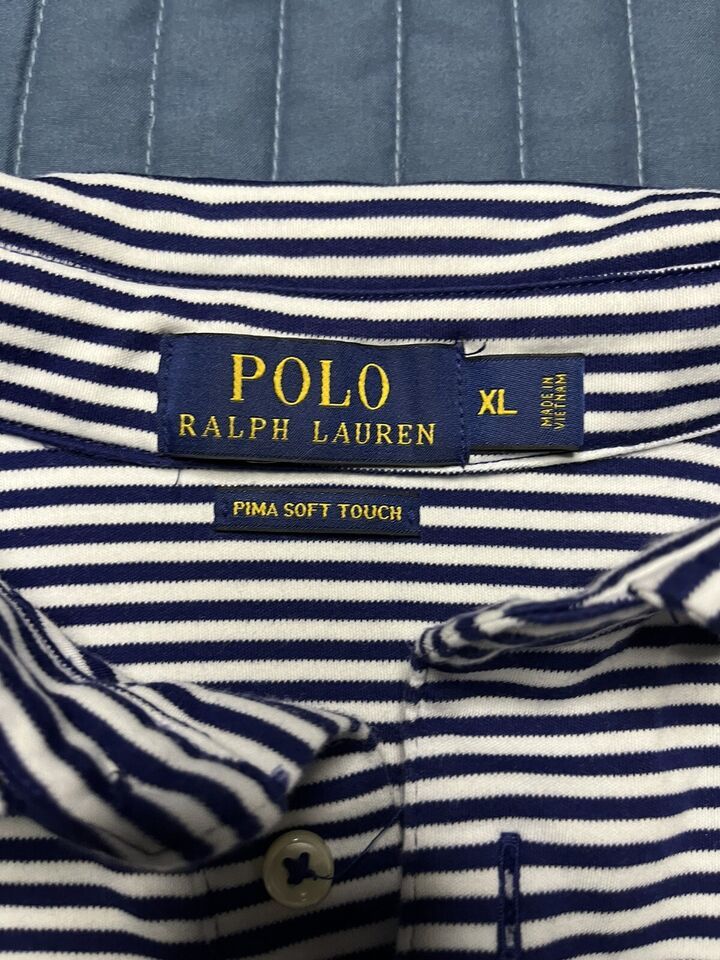 POLO
RALPH LAUREN
XL
MADE IN
VIETNAM
PIMA SOFT TOUCH